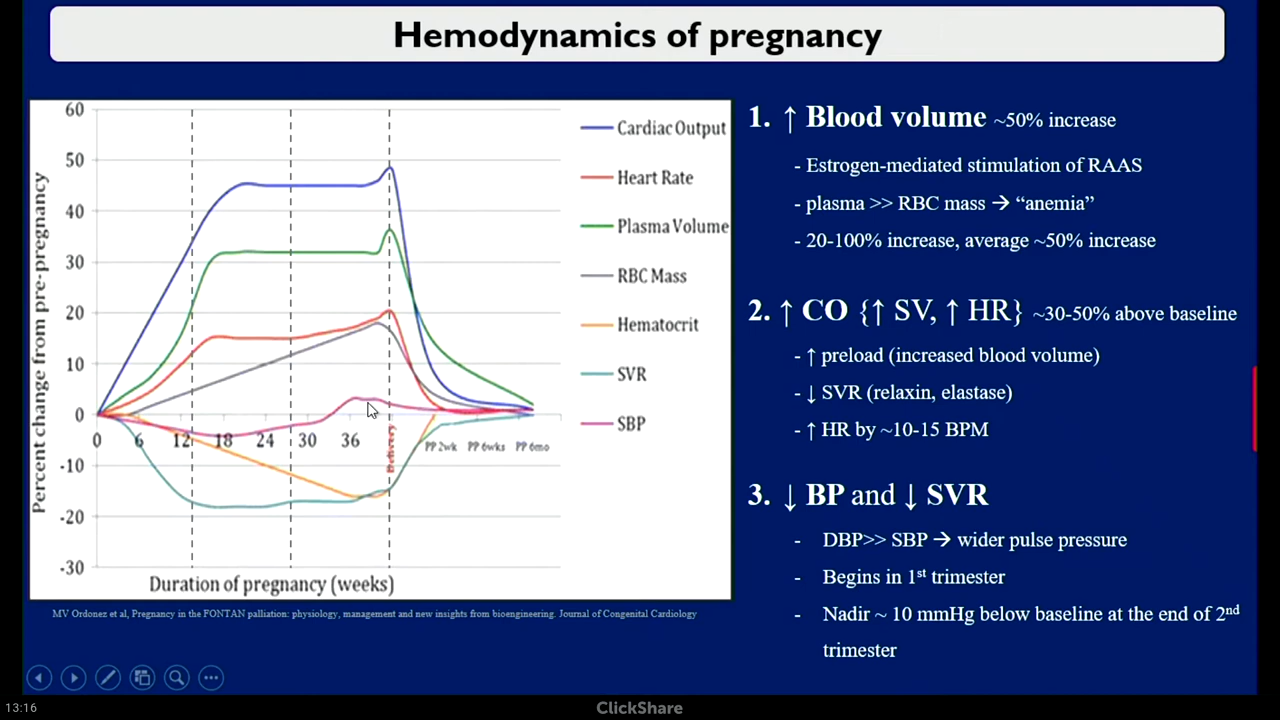 Hemodynamics of pregnancy
60
50
40
30
20
10
0
-10
-20
-30
Percent change from pre-pregnancy
0 6 12 18 24 30 36
Delivery
PP 2wk PP 6wks PP 6mo
Duration of pregnancy (weeks)
Cardiac Output
Heart Rate
Plasma Volume
RBC Mass
Hematocrit
SVR
SBP
MV Ordonez et al, Pregnancy in the FONTAN palliation: physiology, management and new insights from bioengineering. Journal of Congenital Cardiology
1. ↑ Blood volume ~50% increase
- Estrogen-mediated stimulation of RAAS
- plasma >> RBC mass → “anemia”
- 20-100% increase, average ~50% increase
2. ↑ CO {↑ SV, ↑ HR} ~30-50% above baseline
- ↑ preload (increased blood volume)
- ↓ SVR (relaxin, elastase)
- ↑ HR by ~10-15 BPM
3. ↓ BP and ↓ SVR
- DBP>> SBP → wider pulse pressure
- Begins in 1st trimester
- Nadir ~ 10 mmHg below baseline at the end of 2nd
trimester
13:16
ClickShare